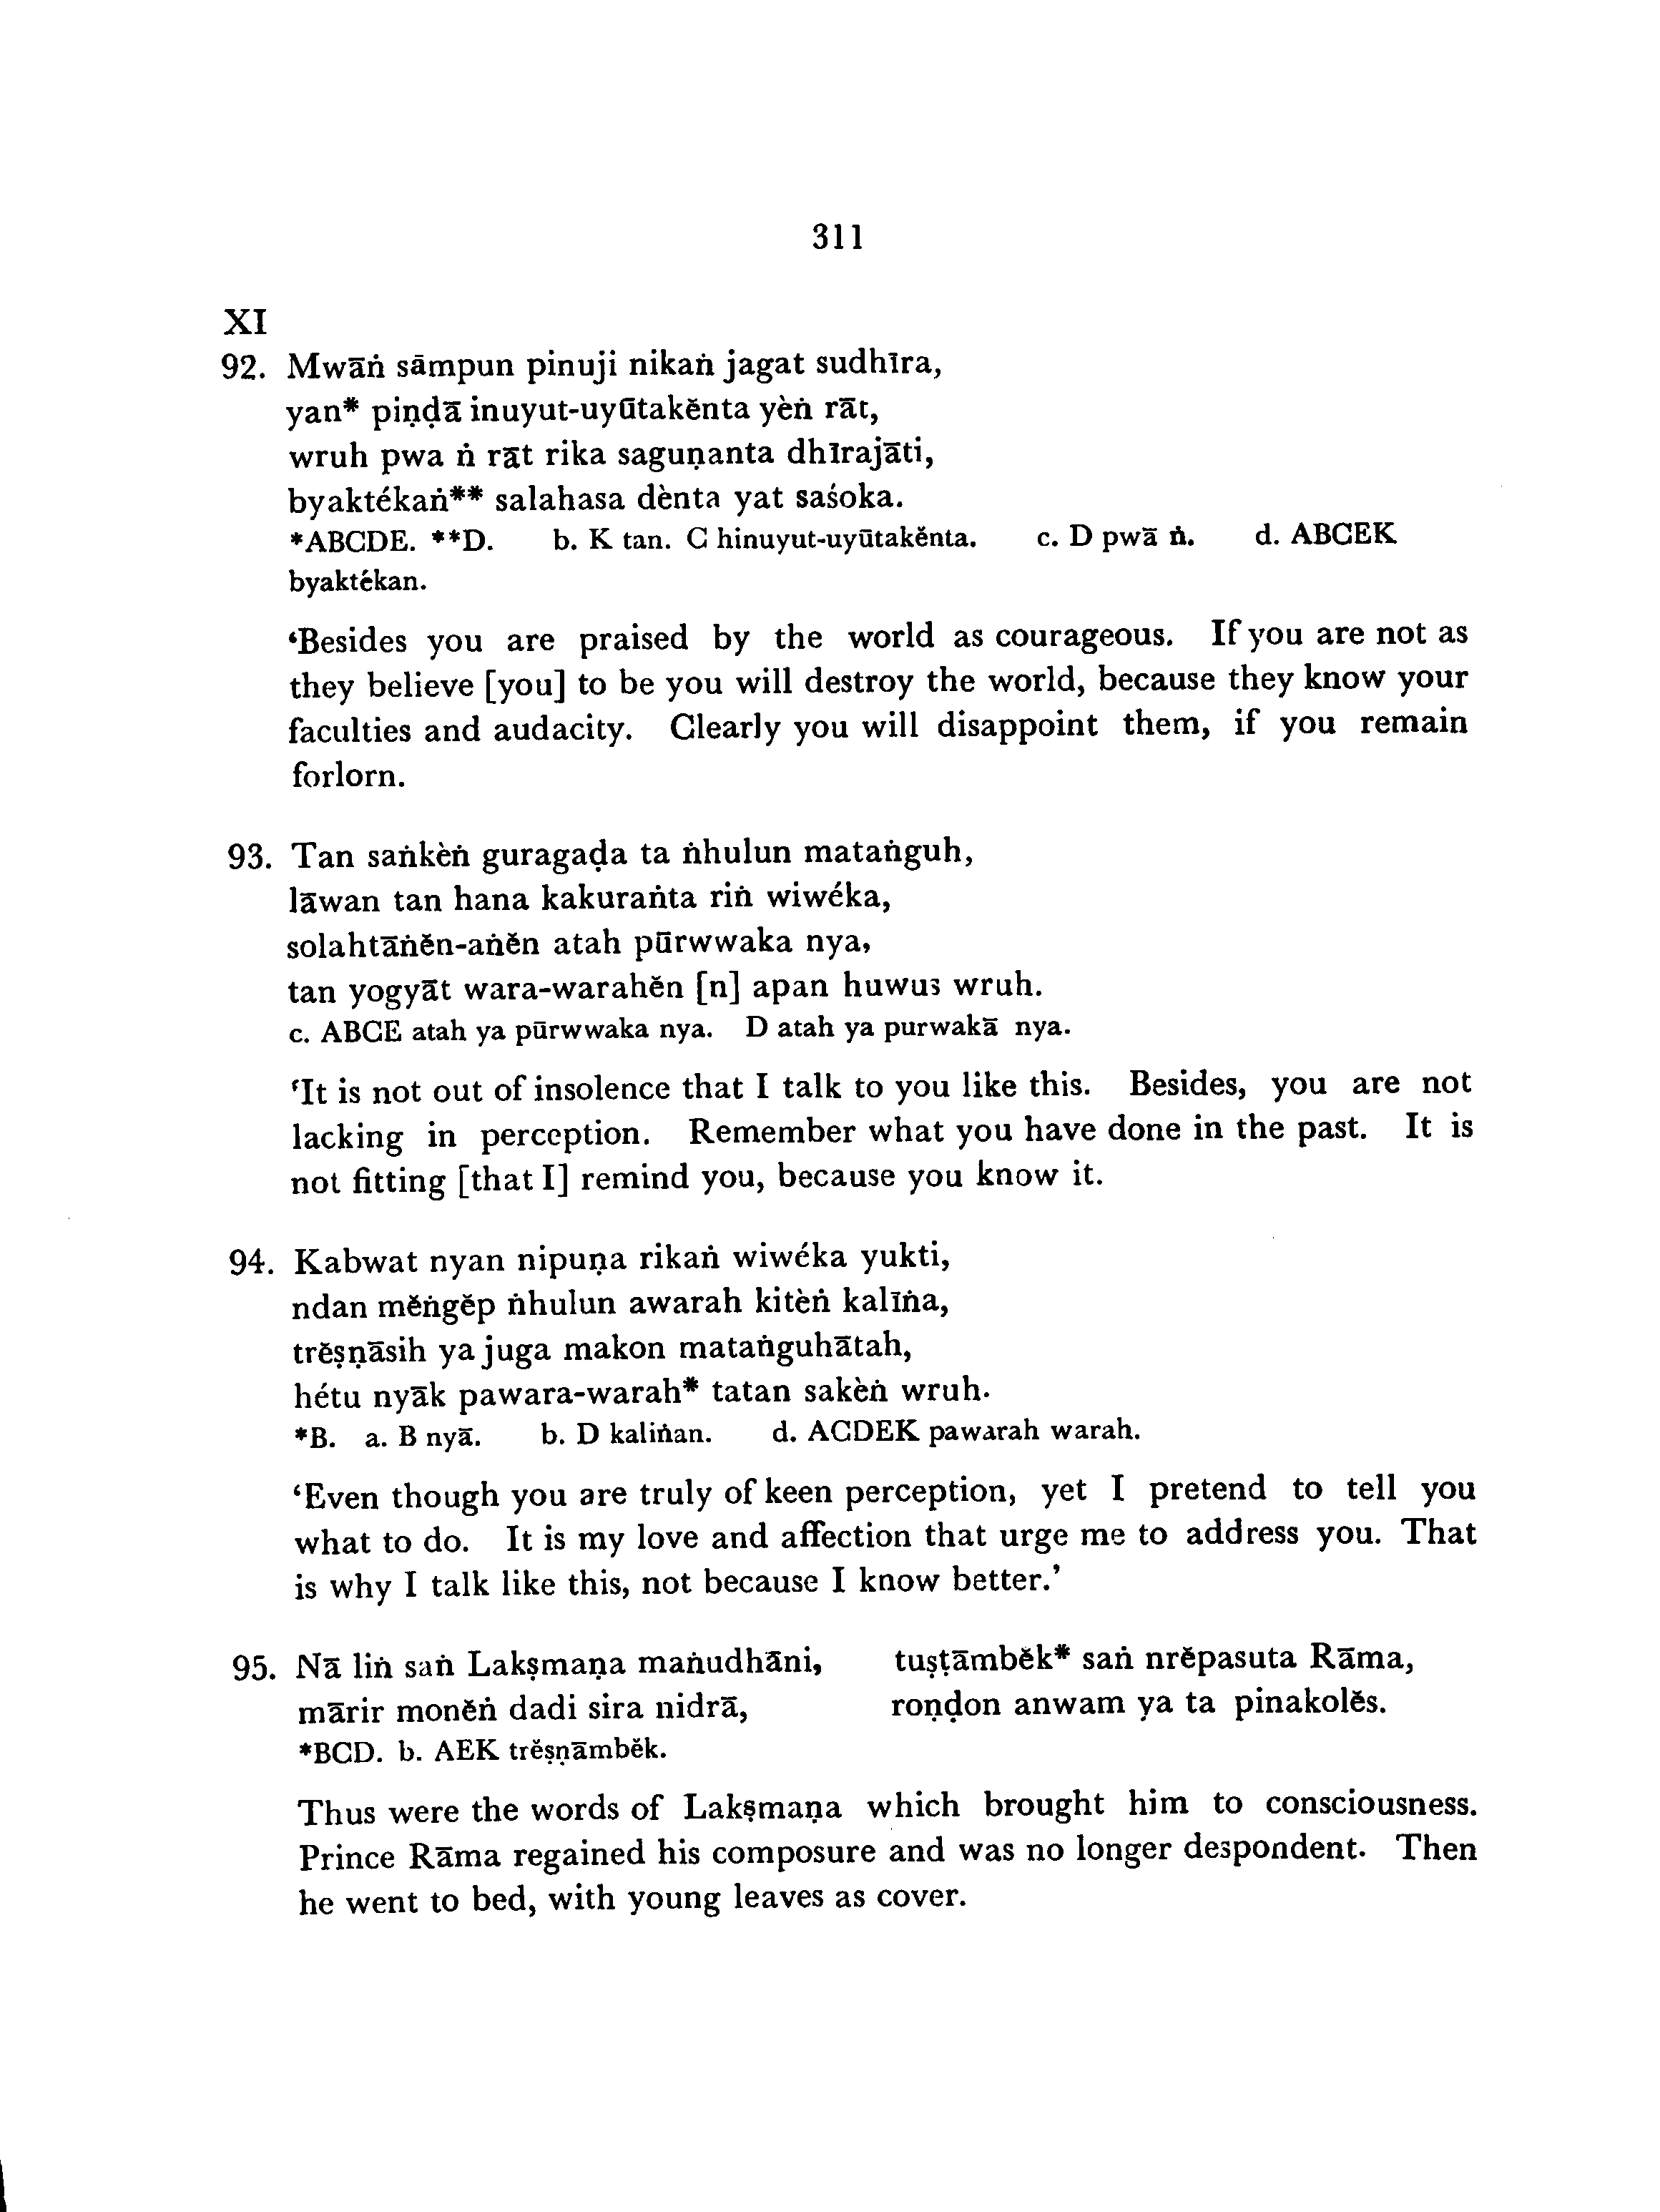 311
XI
92. Mwāṅ sāmpun pinuji nikaṅ jagat sudhīra,
yan* piṇḍā inuyut-uyūtakĕnta yèṅ rāt,
wruh pwa ṅ rāt rika saguṇanta dhīrajāti,
byaktékaṅ** salahasa dènta yat saśoka.
*ABCDE. **D. b. K tan. C hinuyut-uyūtakĕnta. c. D pwā ṅ. d. ABCEK
byaktékan.
‘Besides you are praised by the world as courageous. If you are not as
they believe [you] to be you will destroy the world, because they know your
faculties and audacity. Clearly you will disappoint them, if you remain
forlorn.
93. Tan saṅkèṅ guragaḍa ta ṅhulun mataṅguh,
lāwan tan hana kakuraṅta riṅ wiwéka,
solahtāṅĕn-aṅĕn atah pūrwwaka nya,
tan yogyāt wara-warahĕn [n] apan huwus wruh.
c. ABCE atah ya pūrwwaka nya. D atah ya purwakā nya.
‘It is not out of insolence that I talk to you like this. Besides, you are not
lacking in perception. Remember what you have done in the past. It is
not fitting [that I] remind you, because you know it.
94. Kabwat nyan nipuṇa rikaṅ wiwéka yukti,
ndan mĕṅgĕp ṅhulun awarah kitèṅ kalīṅa,
trĕṣṇāsih ya juga makon mataṅguhātah,
hétu nyāk pawara-warah* tatan sakèṅ wruh.
*B. a. B nyā. b. D kaliṅan. d. ACDEK pawarah warah.
‘Even though you are truly of keen perception, yet I pretend to tell you
what to do. It is my love and affection that urge me to address you. That
is why I talk like this, not because I know better.’
95. Nā liṅ saṅ Lakṣmaṇa maṅudhāni, tuṣṭāmbĕk* saṅ nrĕpasuta Rāma,
mārir monĕṅ dadi sira nidrā, roṇḍon anwam ya ta pinakolĕs.
*BCD. b. AEK trĕṣṇāmbĕk.
Thus were the words of Lakṣmaṇa which brought him to consciousness.
Prince Rāma regained his composure and was no longer despondent. Then
he went to bed, with young leaves as cover.